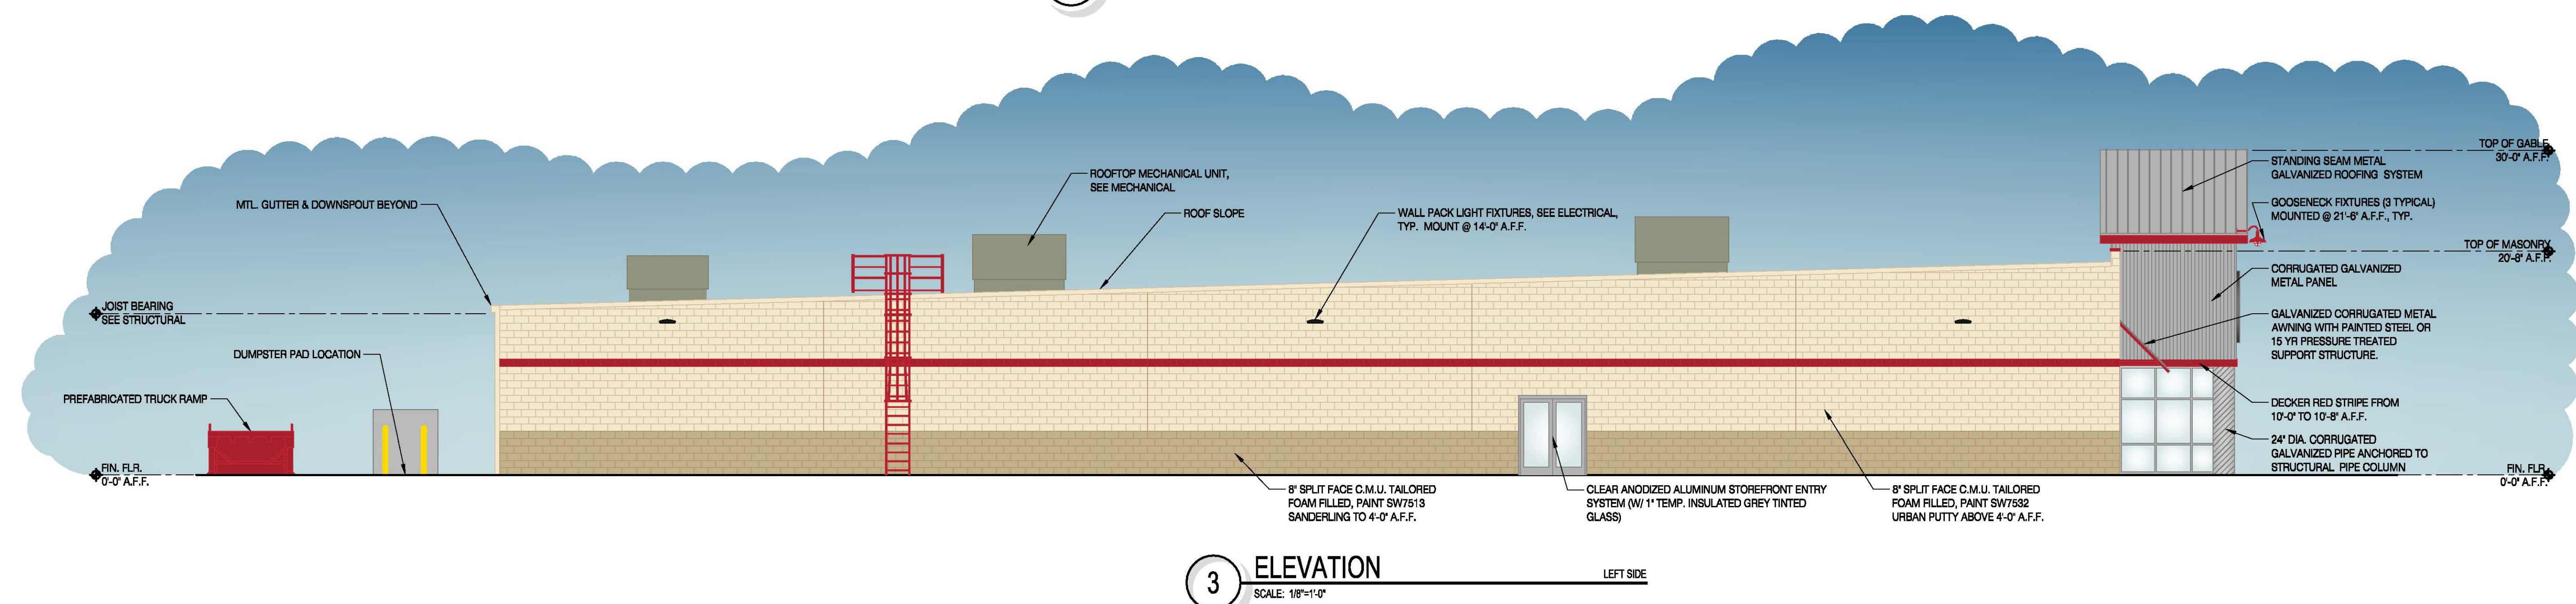 TOP OF GABLE
30'-0" A.F.F.
STANDING SEAM METAL
GALVANIZED ROOFING SYSTEM
ROOFTOP MECHANICAL UNIT,
SEE MECHANICAL
MTL. GUTTER & DOWNSPOUT BEYOND
ROOF SLOPE
WALL PACK LIGHT FIXTURES, SEE ELECTRICAL,
TYP. MOUNT @ 14'-0" A.F.F.
GOOSENECK FIXTURES (3 TYPICAL)
MOUNTED @ 21'-6" A.F.F., TYP.
TOP OF MASONRY
20'-8" A.F.F.
CORRUGATED GALVANIZED
METAL PANEL
JOIST BEARING
SEE STRUCTURAL
GALVANIZED CORRUGATED METAL
AWNING WITH PAINTED STEEL OR
15 YR PRESSURE TREATED
SUPPORT STRUCTURE.
DUMPSTER PAD LOCATION
PREFABRICATED TRUCK RAMP
DECKER RED STRIPE FROM
10'-0" TO 10'-8" A.F.F.
24" DIA. CORRUGATED
GALVANIZED PIPE ANCHORED TO
STRUCTURAL PIPE COLUMN
FIN. FLR.
0'-0" A.F.F.
FIN. FLR.
0'-0" A.F.F.
8" SPLIT FACE C.M.U. TAILORED
FOAM FILLED, PAINT SW7513
SANDERLING TO 4'-0" A.F.F.
CLEAR ANODIZED ALUMINUM STOREFRONT ENTRY
SYSTEM (W/ 1" TEMP. INSULATED GREY TINTED
GLASS)
8" SPLIT FACE C.M.U. TAILORED
FOAM FILLED, PAINT SW7532
URBAN PUTTY ABOVE 4'-0" A.F.F.
3 ELEVATION LEFT SIDE
SCALE: 1/8"=1'-0"